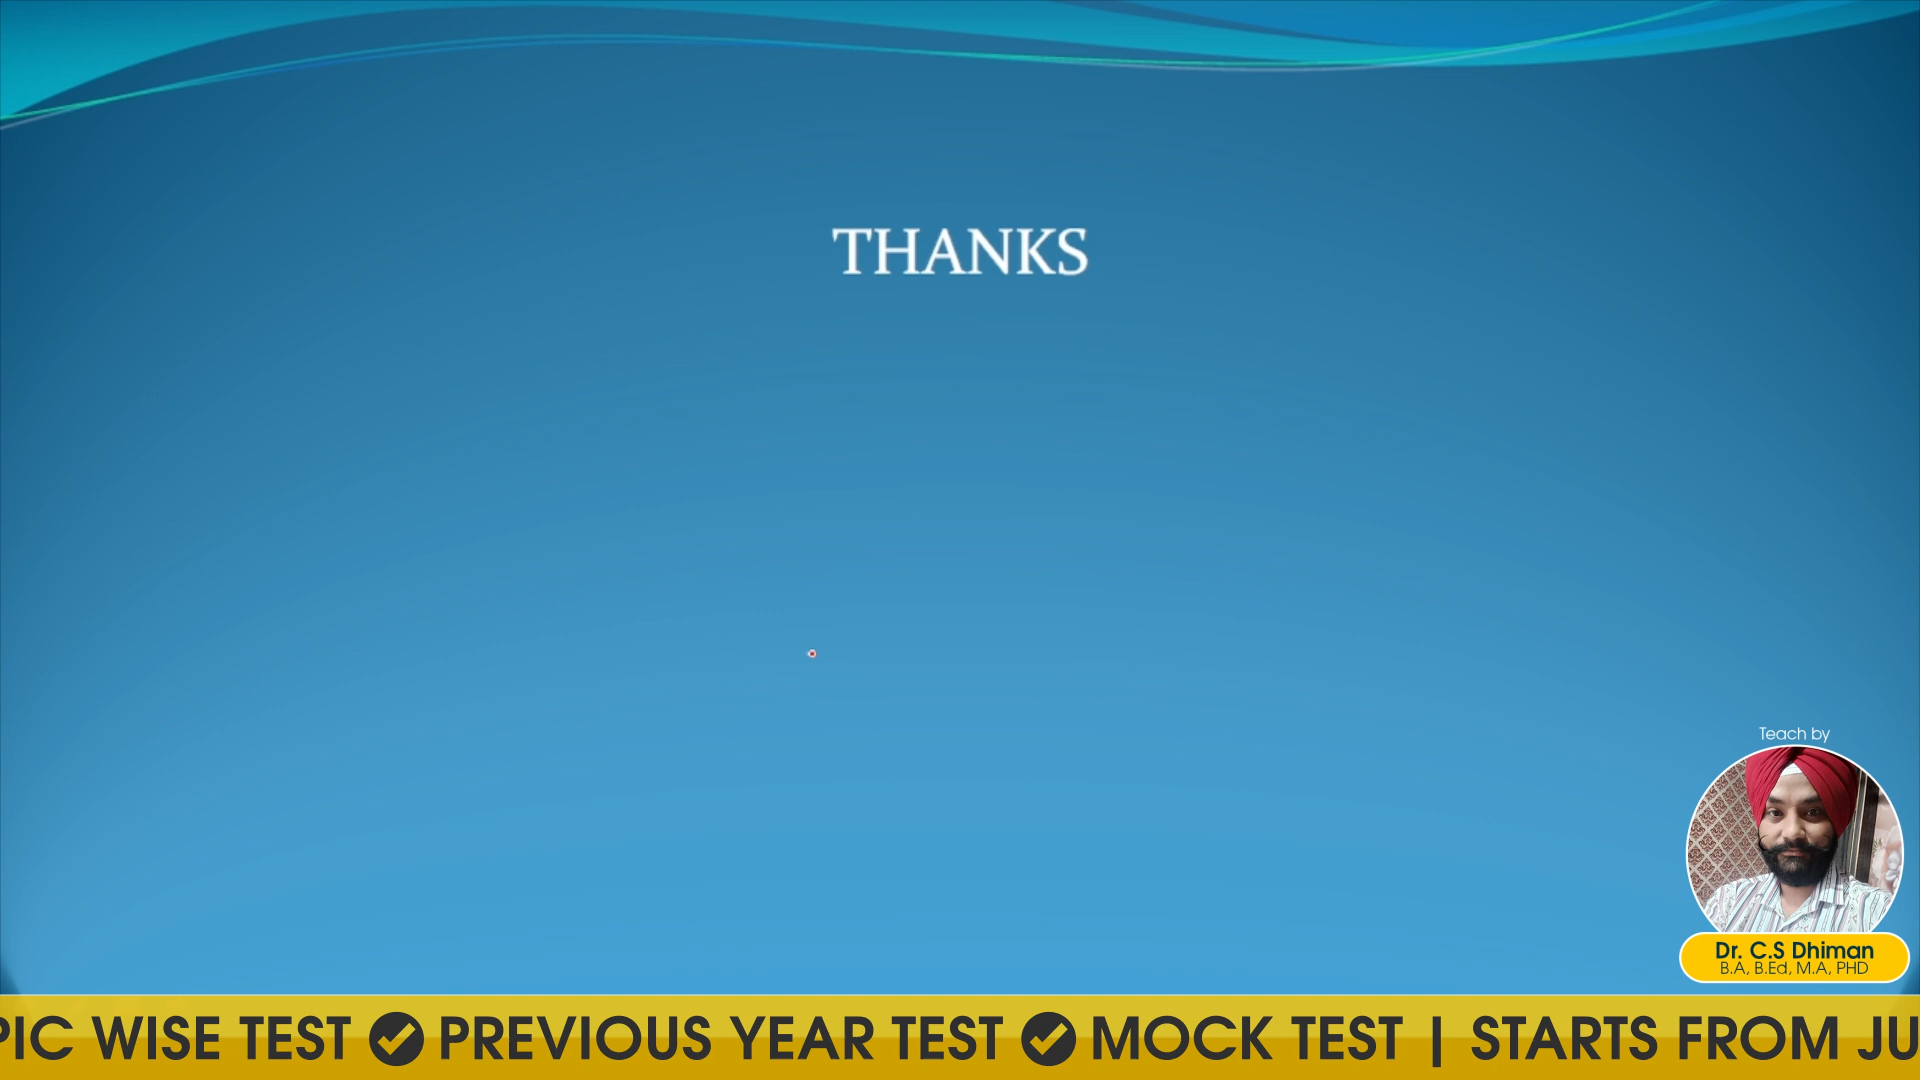 THANKS
Teach by
Dr. C.S Dhiman
B.A, B.Ed, M.A, PHD
PIC WISE TEST PREVIOUS YEAR TEST MOCK TEST | STARTS FROM JU